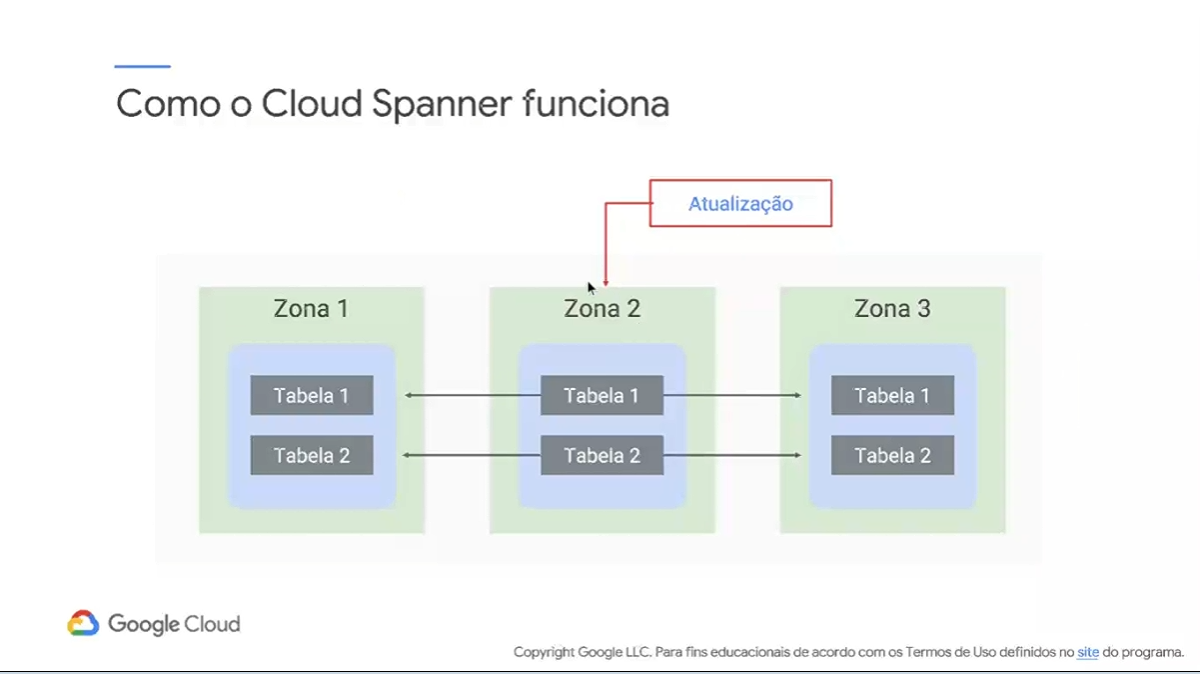 Como o Cloud Spanner funciona
Atualização
Zona 1
Zona 2
Zona 3
Tabela 1
Tabela 1
Tabela 1
Tabela 2
Tabela 2
Tabela 2
Google Cloud
Copyright Google LLC. Para fins educacionais de acordo com os Termos de Uso definidos no site do programa.